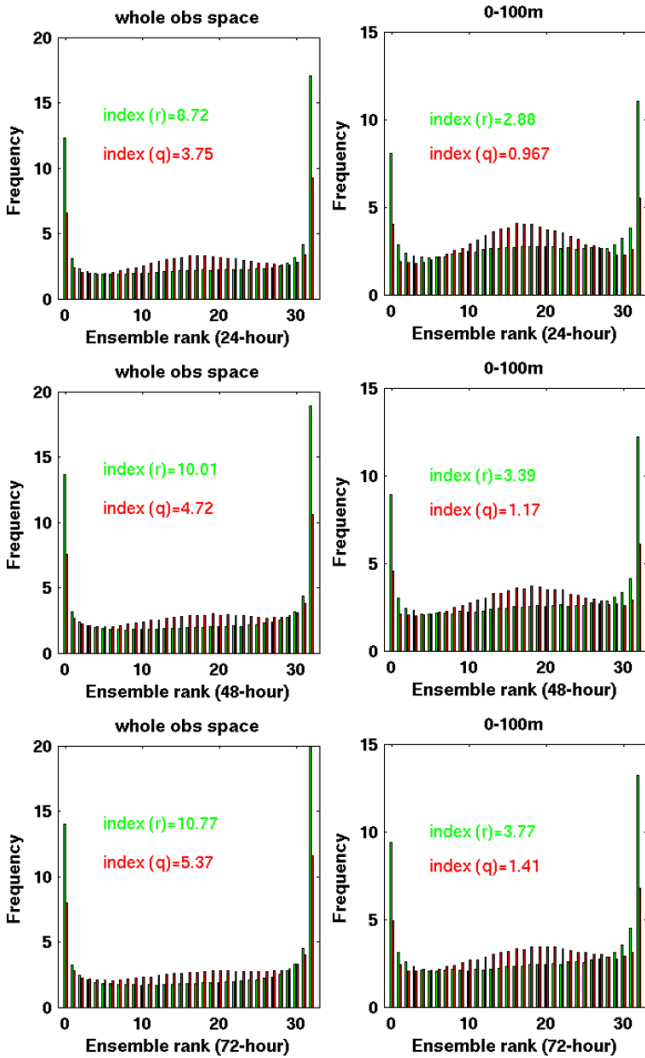 whole obs space
20
15
10
5
0
Frequency
index (r)=8.72
index (q)=3.75
0 10 20 30
Ensemble rank (24-hour)
0-100m
15
10
5
0
Frequency
index (r)=2.88
index (q)=0.967
0 10 20 30
Ensemble rank (24-hour)
whole obs space
20
15
10
5
0
Frequency
index (r)=10.01
index (q)=4.72
0 10 20 30
Ensemble rank (48-hour)
0-100m
15
10
5
0
Frequency
index (r)=3.39
index (q)=1.17
0 10 20 30
Ensemble rank (48-hour)
whole obs space
20
15
10
5
0
Frequency
index (r)=10.77
index (q)=5.37
0 10 20 30
Ensemble rank (72-hour)
0-100m
15
10
5
0
Frequency
index (r)=3.77
index (q)=1.41
0 10 20 30
Ensemble rank (72-hour)